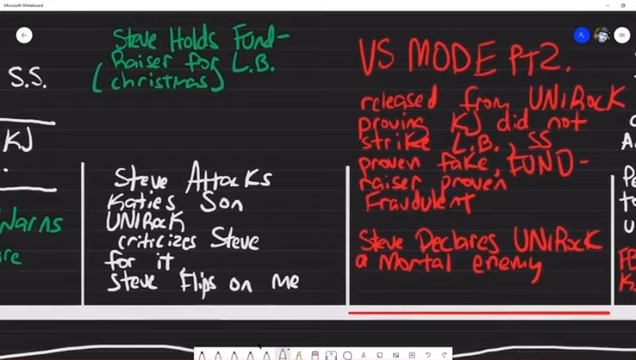 Microsoft Whiteboard
S.S.
KJ
Warns
Steve Holds Fund-
Raiser for L.B.
(christmas)
Steve Attacks
Katies Son
UNIRocK
criticizes Steve
for it
Steve Flips on me
VS MODE PT2.
released from UNIRocK
proving KJ did not
strike L.B., SS
proven fake, FUND-
raiser proven
Fraudulent
Steve Declares UNIRocK
a Mortal enemy